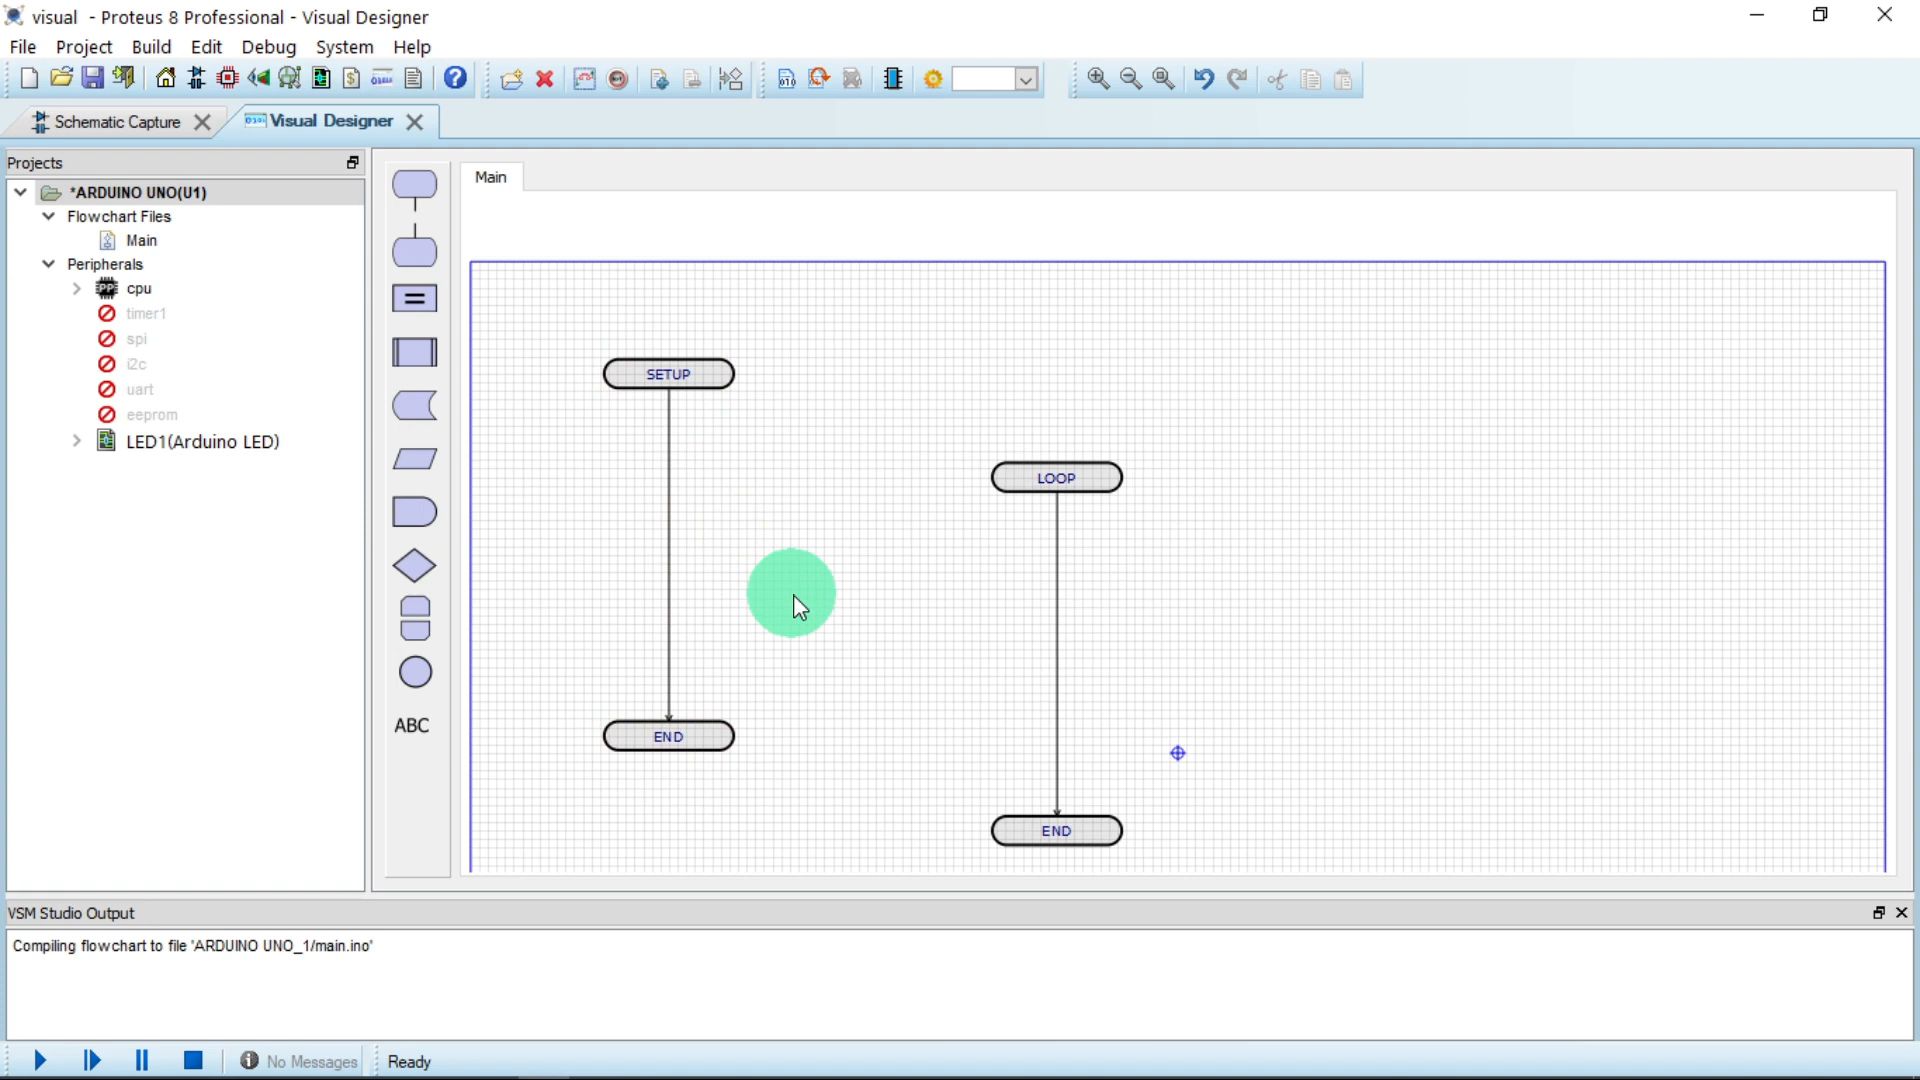 visual - Proteus 8 Professional - Visual Designer
File Project Build Edit Debug System Help
Schematic Capture
Visual Designer
Projects
*ARDUINO UNO(U1)
Flowchart Files
Main
Peripherals
cpu
timer1
spi
i2c
uart
eeprom
LED1(Arduino LED)
ABC
Main
SETUP
END
LOOP
END
VSM Studio Output
Compiling flowchart to file 'ARDUINO UNO_1/main.ino'
No Messages
Ready